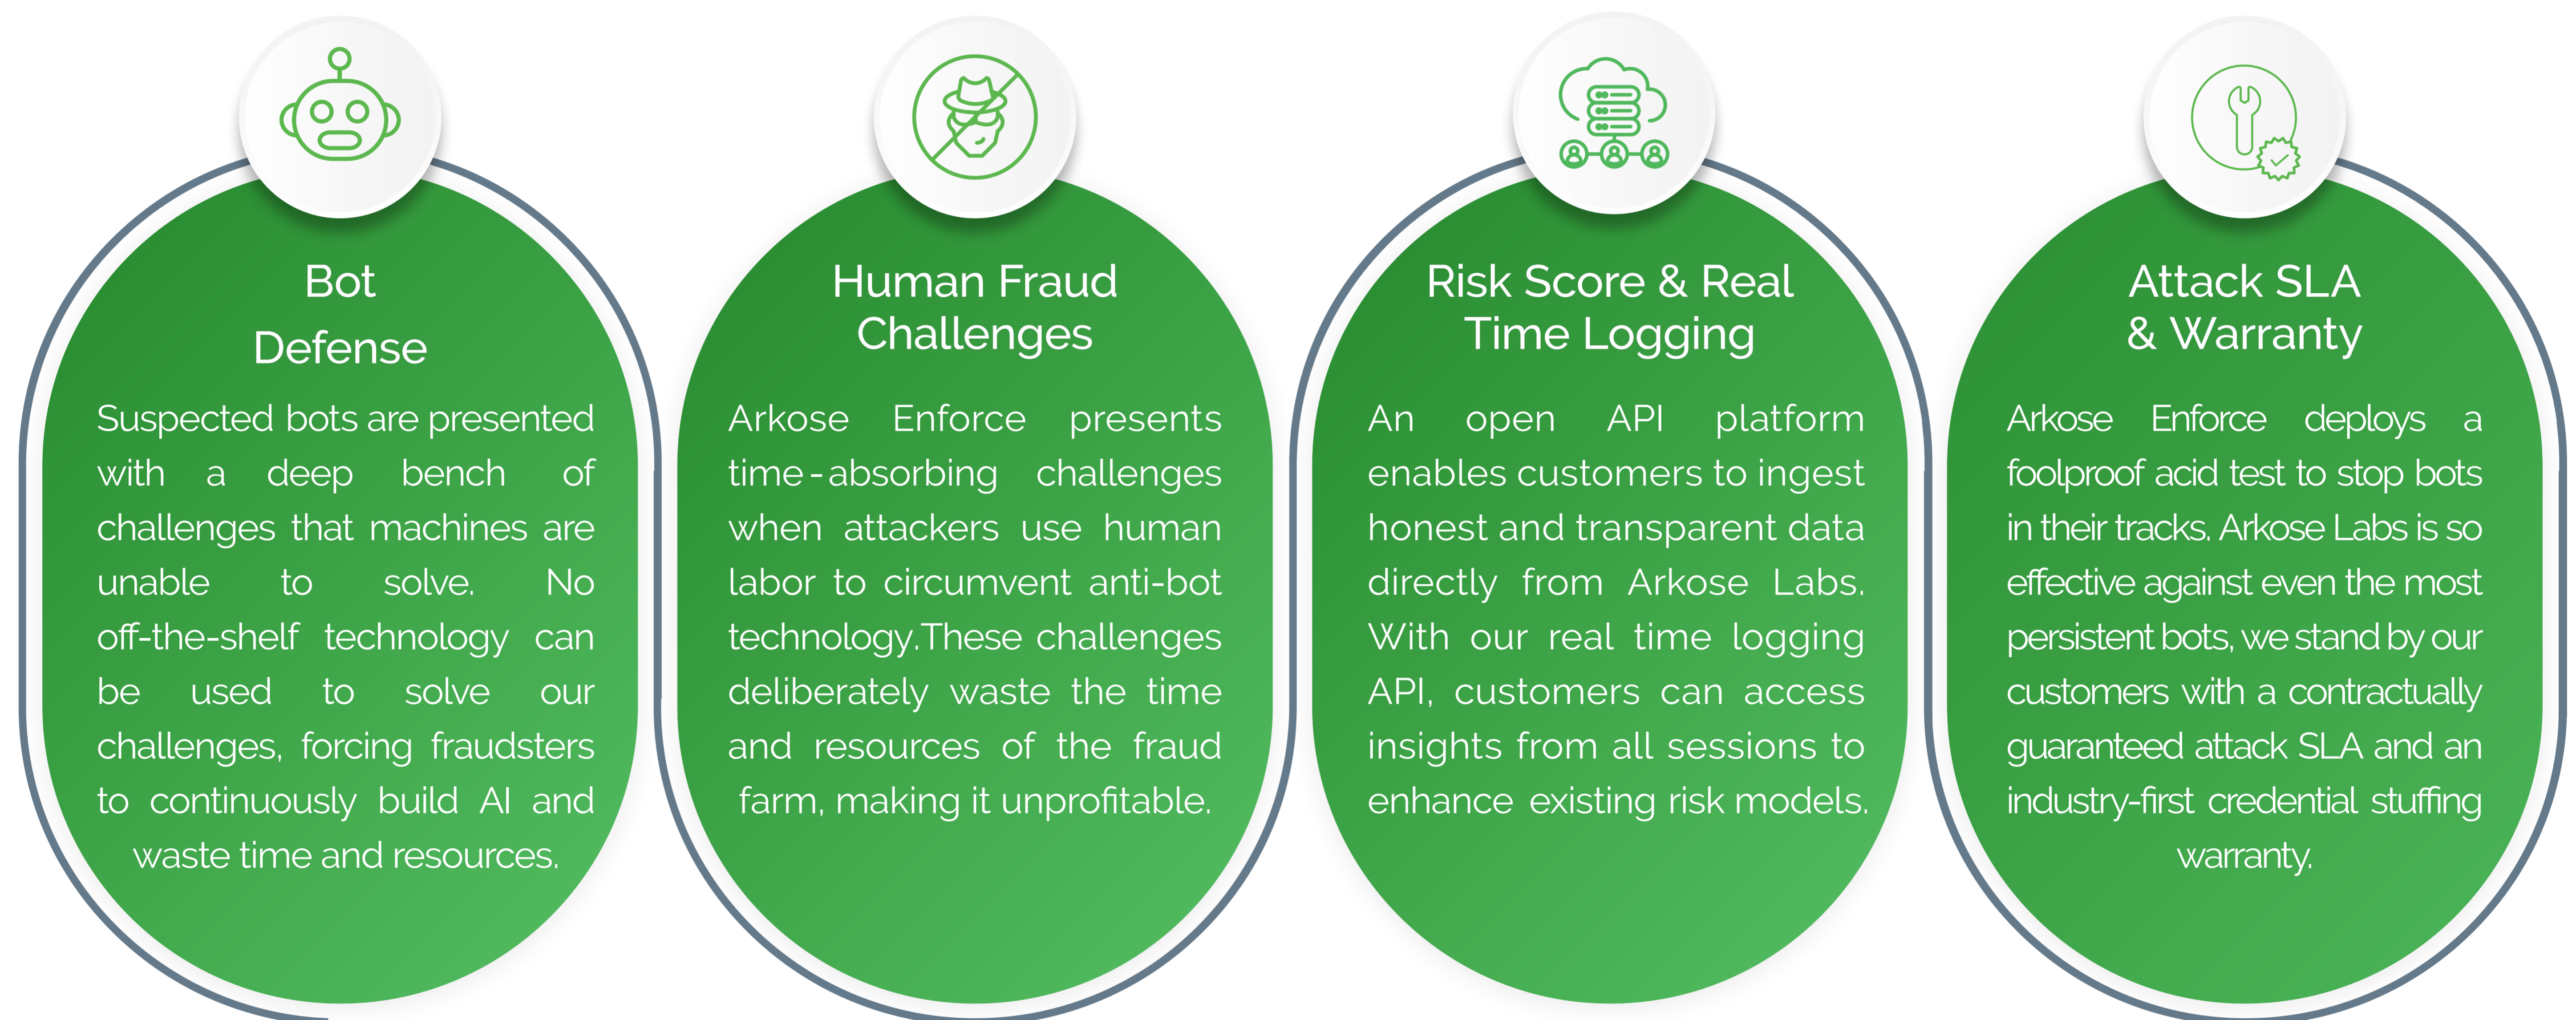 Bot
Defense
Suspected bots are presented
with a deep bench of
challenges that machines are
unable to solve. No
off-the-shelf technology can
be used to solve our
challenges, forcing fraudsters
to continuously build AI and
waste time and resources.
Human Fraud
Challenges
Arkose Enforce presents
time-absorbing challenges
when attackers use human
labor to circumvent anti-bot
technology.These challenges
deliberately waste the time
and resources of the fraud
farm, making it unprofitable.
Risk Score & Real
Time Logging
An open API platform
enables customers to ingest
honest and transparent data
directly from Arkose Labs.
With our real time logging
API, customers can access
insights from all sessions to
enhance existing risk models.
Attack SLA
& Warranty
Arkose Enforce deploys a
foolproof acid test to stop bots
in their tracks. Arkose Labs is so
effective against even the most
persistent bots, we stand by our
customers with a contractually
guaranteed attack SLA and an
industry-first credential stuffing
warranty.